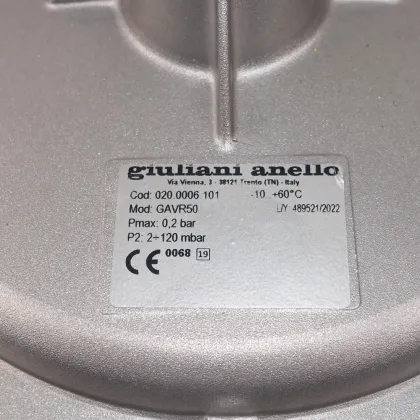 giuliani anello
Via Vienna, 3 - 38121 Trento (TN) - Italy
Cod: 020.0006.101 -10..+60°C
Mod: GAVR50 L/Y: 489521/2022
Pmax: 0,2 bar
P2: 2÷120 mbar
CE 0068 19